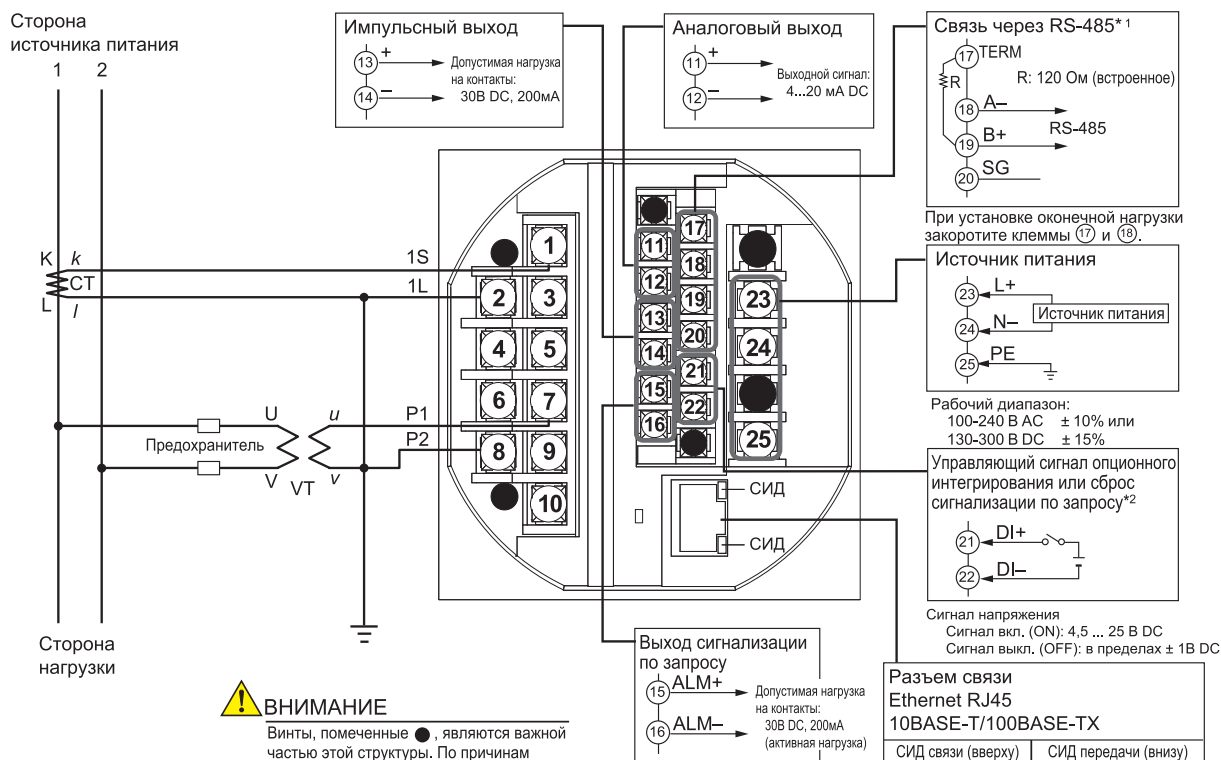 Сторона
источника питания
1 2
Импульсный выход
13 +
14 –
Допустимая нагрузка
на контакты:
30В DC, 200мА
Аналоговый выход
11 +
12 –
Выходной сигнал:
4...20 мА DC
Связь через RS-485*1
17 TERM
R
R: 120 Ом (встроенное)
18 A–
19 B+
RS-485
20 SG
При установке оконечной нагрузки
закоротите клеммы 17 и 18.
Источник питания
23 L+
24 N–
Источник питания
25 PE
Рабочий диапазон:
100-240 В AC ± 10% или
130-300 В DC ± 15%
Управляющий сигнал опционного
интегрирования или сброс
сигнализации по запросу*2
21 DI+
22 DI–
Сигнал напряжения
Сигнал вкл. (ON): 4,5 ... 25 В DC
Сигнал выкл. (OFF): в пределах ± 1В DC
K k
CT
L l
1S
1L
U u
Предохранитель
V VT v
P1
P2
1
2 3
4 5
6 7
8 9
10
11
12
13
14
15
16
17
18
19
20
21
22
23
24
25
СИД
СИД
Сторона
нагрузки
Выход сигнализации
по запросу
15 ALM+
16 ALM–
Допустимая нагрузка
на контакты:
30В DC, 200мА
(активная нагрузка)
Разъем связи
Ethernet RJ45
10BASE-T/100BASE-TX
СИД связи (вверху) СИД передачи (внизу)
ВНИМАНИЕ
Винты, помеченные ●, являются важной
частью этой структуры. По причинам